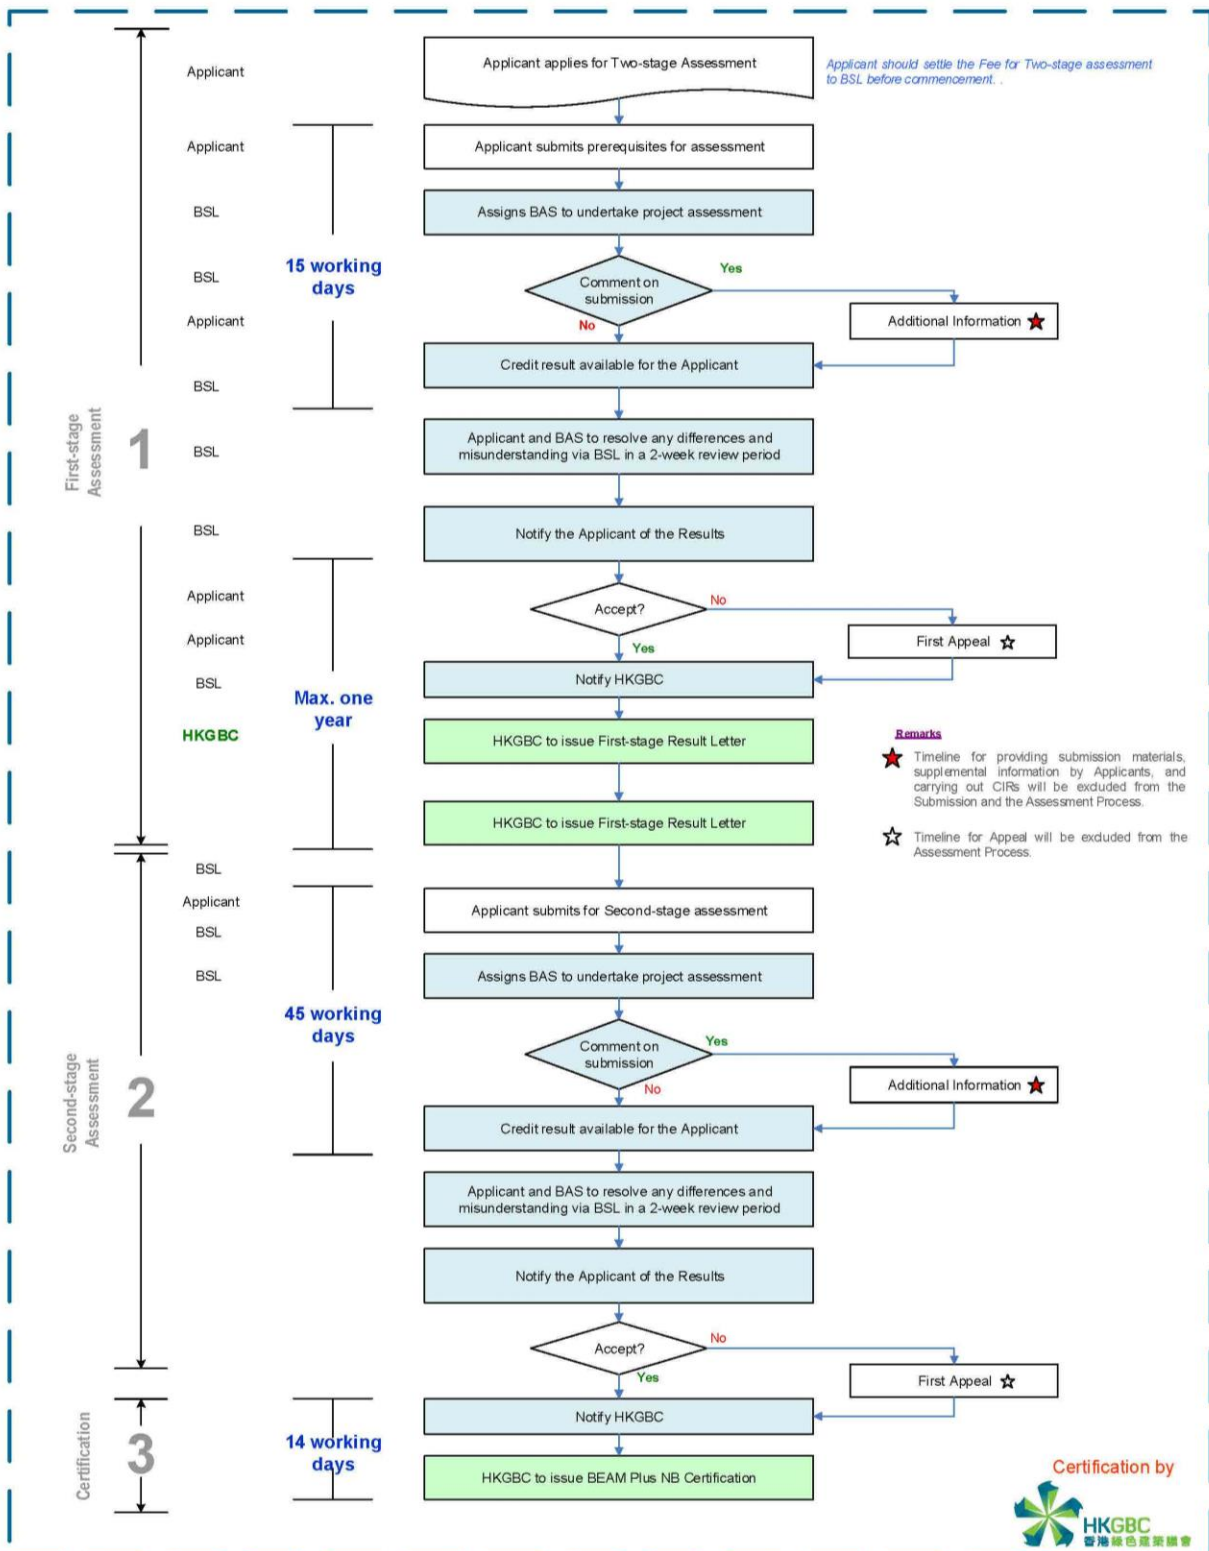 Applicant
Applicant applies for Two-stage Assessment
Applicant should settle the Fee for Two-stage assessment
to BSL before commencement. .
Applicant
Applicant submits prerequisites for assessment
BSL
Assigns BAS to undertake project assessment
15 working
days
BSL
Comment on
submission
Yes
No
Applicant
Additional Information
Credit result available for the Applicant
BSL
First-stage
Assessment
1
BSL
Applicant and BAS to resolve any differences and
misunderstanding via BSL in a 2-week review period
BSL
Notify the Applicant of the Results
Applicant
Accept?
No
Yes
Applicant
First Appeal
BSL
Notify HKGBC
Max. one
year
HKGBC
HKGBC to issue First-stage Result Letter
Remarks
Timeline for providing submission materials,
supplemental information by Applicants, and
carrying out CIRs will be excluded from the
Submission and the Assessment Process.
HKGBC to issue First-stage Result Letter
Timeline for Appeal will be excluded from the
Assessment Process.
BSL
Applicant
Applicant submits for Second-stage assessment
BSL
BSL
Assigns BAS to undertake project assessment
45 working
days
Comment on
submission
Yes
No
Additional Information
Second-stage
Assessment
2
Credit result available for the Applicant
Applicant and BAS to resolve any differences and
misunderstanding via BSL in a 2-week review period
Notify the Applicant of the Results
Accept?
No
Yes
First Appeal
Certification
3
14 working
days
Notify HKGBC
HKGBC to issue BEAM Plus NB Certification
Certification by
HKGBC
香港綠色建築議會